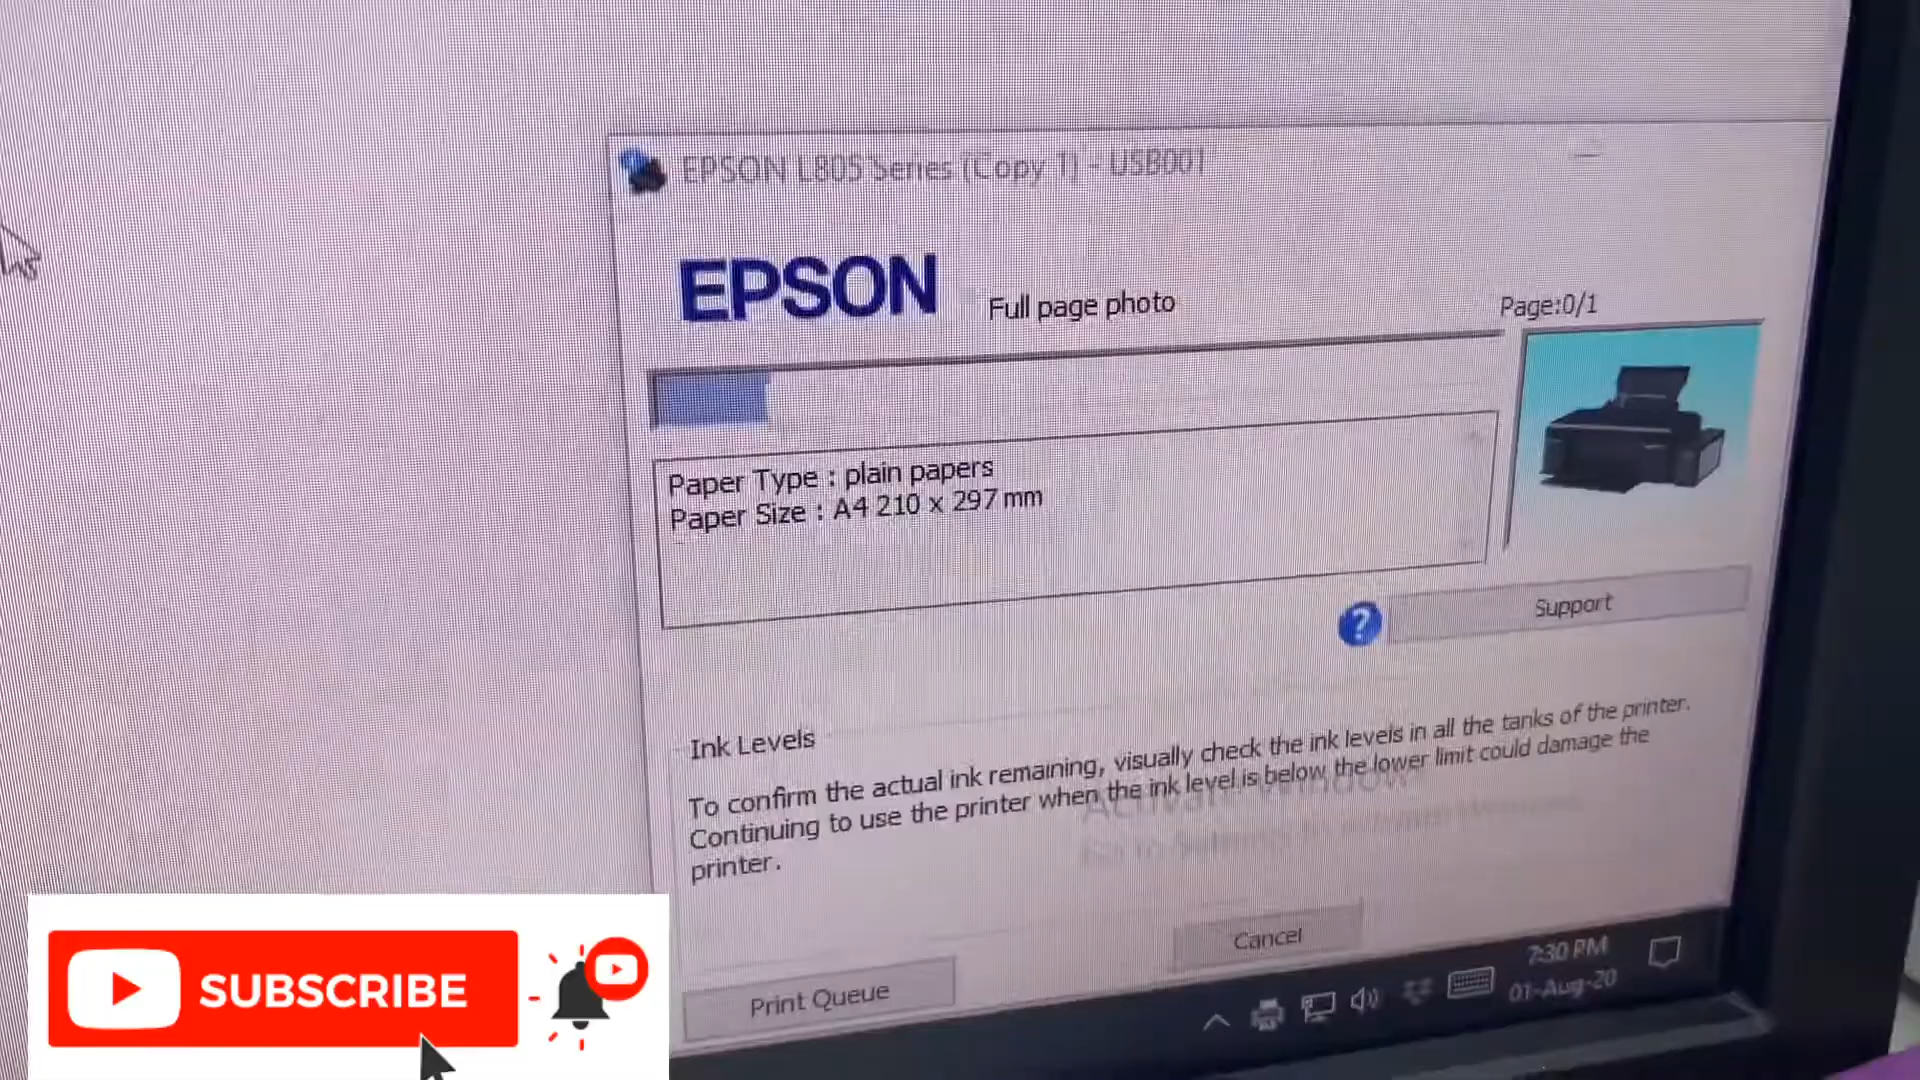 EPSON L805 Series (Copy 1) - USB001
EPSON
Full page photo
Page:0/1
Paper Type : plain papers
Paper Size : A4 210 x 297 mm
Support
Ink Levels
To confirm the actual ink remaining, visually check the ink levels in all the tanks of the printer.
Continuing to use the printer when the ink level is below the lower limit could damage the
printer.
Activate Windows
Cancel
Print Queue
7:30 PM
01-Aug-20
SUBSCRIBE